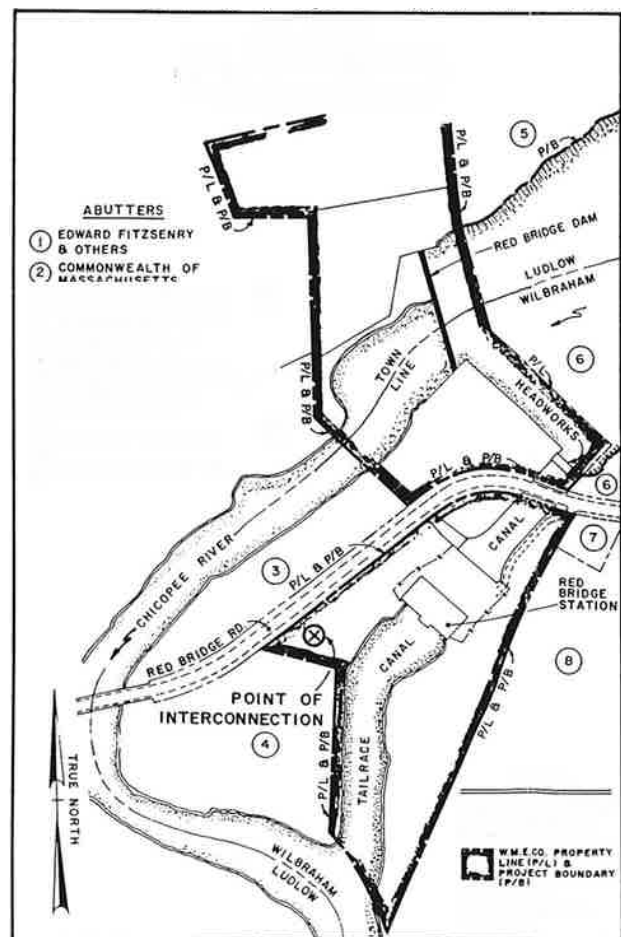 P/L & P/B
P/L & P/B
5
P/B
ABUTTERS
1 EDWARD FITZSENRY
& OTHERS
2 COMMONWEALTH OF
MASSACHUSETTS
RED BRIDGE DAM
LUDLOW
WILBRAHAM
6
P/L
TOWN
LINE
HEADWORKS
P/L & P/B
P/L & P/B
6
7
CANAL
CHICOPEE RIVER
3
P/L & P/B
RED
BRIDGE
STATION
RED BRIDGE RD.
CANAL
8
POINT OF
INTERCONNECTION
4
P/L & P/B
P/L & P/B
TAILRACE
TRUE NORTH
WILBRAHAM
LUDLOW
W.M.E.CO. PROPERTY
LINE (P/L) &
PROJECT BOUNDARY
(P/B)